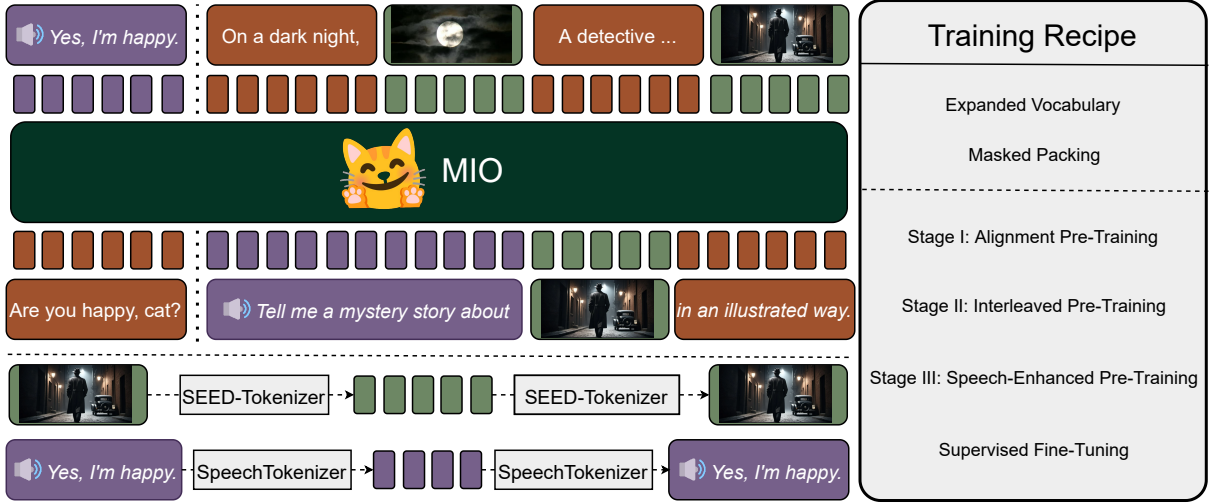 Yes, I'm happy.
On a dark night,
A detective ...
MIO
Are you happy, cat?
Tell me a mystery story about
in an illustrated way.
SEED-Tokenizer
SEED-Tokenizer
Yes, I'm happy.
SpeechTokenizer
SpeechTokenizer
Yes, I'm happy.
Training Recipe
Expanded Vocabulary
Masked Packing
Stage I: Alignment Pre-Training
Stage II: Interleaved Pre-Training
Stage III: Speech-Enhanced Pre-Training
Supervised Fine-Tuning